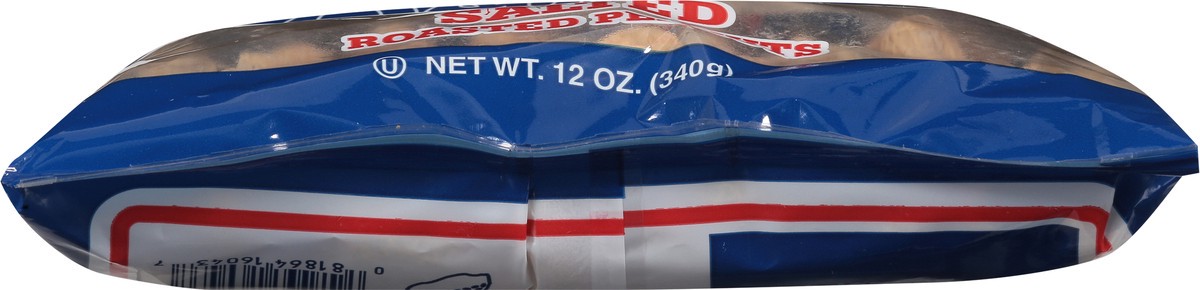 SALTED
ROASTED PEANUTS
U NET WT. 12 OZ. (340g)
0 81864 16043 7